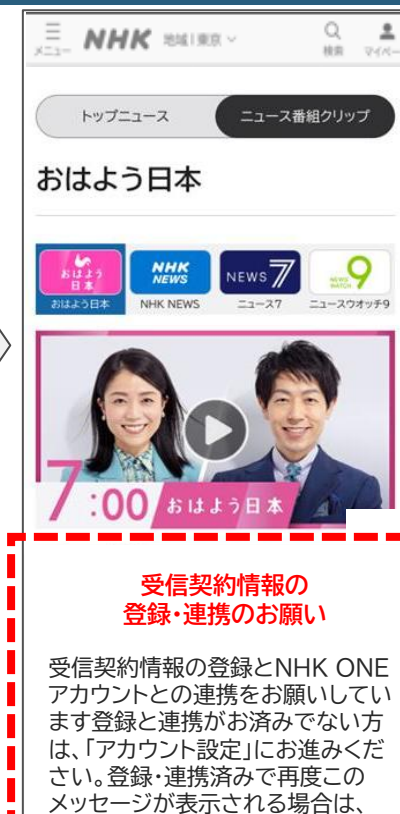 NHK 地域 | 東京
メニュー
検索
マイペー
トップニュース
ニュース番組クリップ
おはよう日本
おはよう
日本
NHK
NEWS
NEWS 7
NEWS
WATCH 9
おはよう日本
NHK NEWS
ニュース7
ニュースウオッチ9
7:00 おはよう日本
受信契約情報の
登録・連携のお願い
受信契約情報の登録とNHK ONE
アカウントとの連携をお願いしてい
ます登録と連携がお済みでない方
は、「アカウント設定」にお進みくだ
さい。登録・連携済みで再度この
メッセージが表示される場合は、